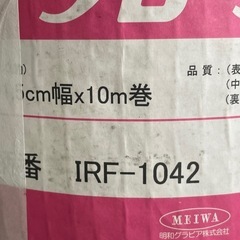 品質：(表
(中
5cm幅x10m巻
(裏
番 IRF-1042
MEIWA
明和グラビア株式会社